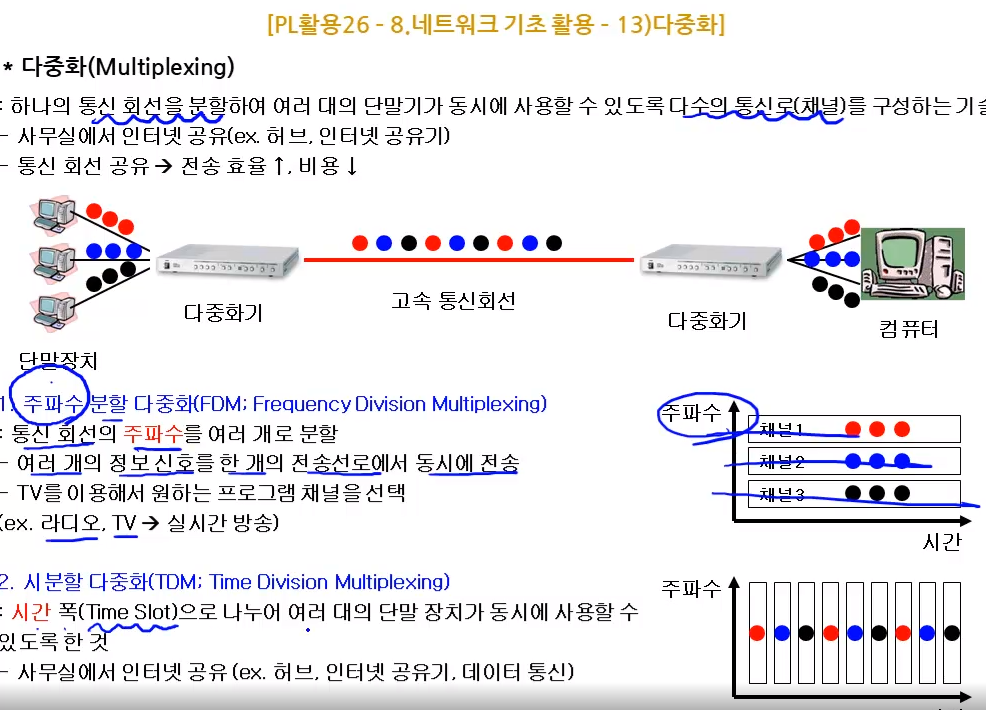 [PL활용26 - 8.네트워크 기초 활용 - 13)다중화]
* 다중화(Multiplexing)
: 하나의 통신 회선을 분할하여 여러 대의 단말기가 동시에 사용할 수 있도록 다수의 통신로(채널)를 구성하는 기술
- 사무실에서 인터넷 공유(ex. 허브, 인터넷 공유기)
- 통신 회선 공유 → 전송 효율↑, 비용↓
다중화기
고속 통신회선
다중화기
컴퓨터
단말장치
1. 주파수 분할 다중화(FDM; Frequency Division Multiplexing)
: 통신 회선의 주파수를 여러 개로 분할
- 여러 개의 정보 신호를 한 개의 전송선로에서 동시에 전송
- TV를 이용해서 원하는 프로그램 채널을 선택
(ex. 라디오, TV → 실시간 방송)
주파수
채널1
채널2
채널3
시간
2. 시분할 다중화(TDM; Time Division Multiplexing)
: 시간 폭(Time Slot)으로 나누어 여러 대의 단말 장치가 동시에 사용할 수
있도록 한 것
- 사무실에서 인터넷 공유 (ex. 허브, 인터넷 공유기, 데이터 통신)
주파수